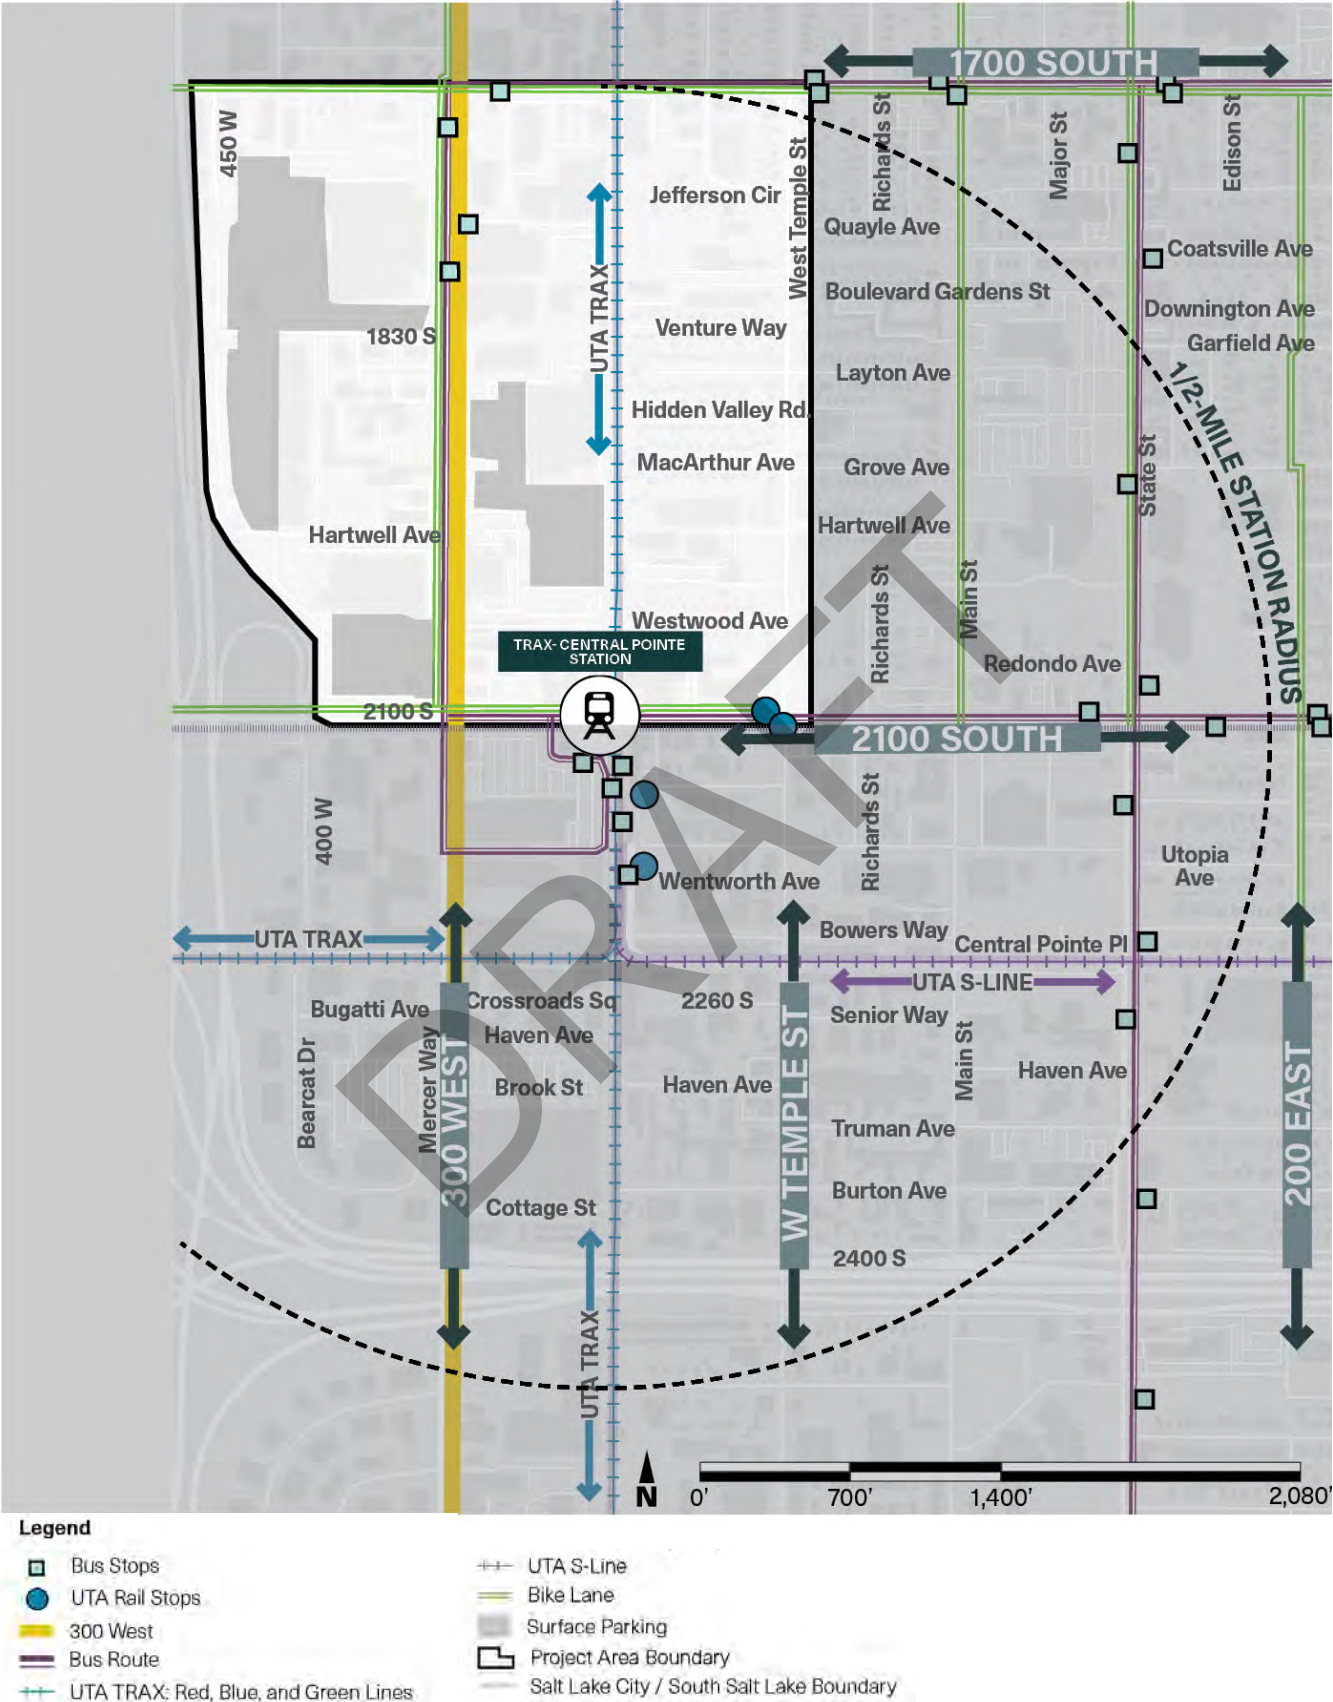 1700 SOUTH
450 W
West Temple St
Richards St
Major St
Edison St
Jefferson Cir
Quayle Ave
Coatsville Ave
UTA TRAX
Boulevard Gardens St
Downington Ave
Venture Way
1830 S
Garfield Ave
Layton Ave
1/2-MILE STATION RADIUS
Hidden Valley Rd.
MacArthur Ave
Grove Ave
State St
Hartwell Ave
Hartwell Ave
Richards St
Main St
Westwood Ave
TRAX- CENTRAL POINTE
STATION
Redondo Ave
2100 S
2100 SOUTH
400 W
Richards St
Utopia
Ave
Wentworth Ave
UTA TRAX
Bowers Way
Central Pointe Pl
UTA S-LINE
Bugatti Ave
Crossroads Sq
2260 S
Senior Way
Haven Ave
Bearcat Dr
Mercer Way
300 WEST
Brook St
Haven Ave
W TEMPLE ST
Main St
Haven Ave
200 EAST
Truman Ave
Burton Ave
Cottage St
2400 S
UTA TRAX
DRAFT
N
0' 700' 1,400' 2,080'
Legend
Bus Stops
UTA Rail Stops
300 West
Bus Route
UTA TRAX: Red, Blue, and Green Lines
UTA S-Line
Bike Lane
Surface Parking
Project Area Boundary
Salt Lake City / South Salt Lake Boundary